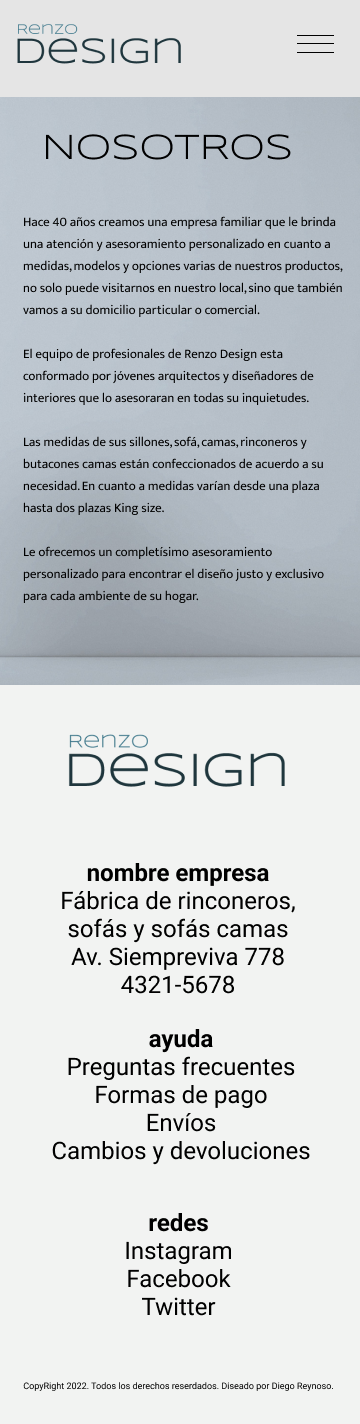 Renzo
Design
NOSOTROS
Hace 40 años creamos una empresa familiar que le brinda
una atención y asesoramiento personalizado en cuanto a
medidas, modelos y opciones varias de nuestros productos,
no solo puede visitarnos en nuestro local, sino que también
vamos a su domicilio particular o comercial.
El equipo de profesionales de Renzo Design esta
conformado por jóvenes arquitectos y diseñadores de
interiores que lo asesoraran en todas su inquietudes.
Las medidas de sus sillones, sofá, camas, rinconeros y
butacones camas están confeccionados de acuerdo a su
necesidad. En cuanto a medidas varían desde una plaza
hasta dos plazas King size.
Le ofrecemos un completísimo asesoramiento
personalizado para encontrar el diseño justo y exclusivo
para cada ambiente de su hogar.
Renzo
Design
nombre empresa
Fábrica de rinconeros,
sofás y sofás camas
Av. Siempreviva 778
4321-5678
ayuda
Preguntas frecuentes
Formas de pago
Envíos
Cambios y devoluciones
redes
Instagram
Facebook
Twitter
CopyRight 2022. Todos los derechos reserdados. Diseado por Diego Reynoso.